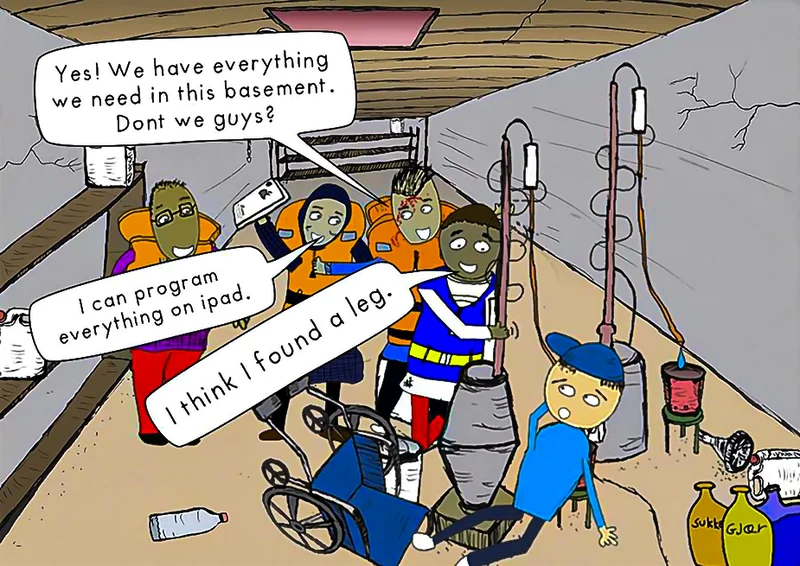 Yes! We have everything
we need in this basement.
Dont we guys?
I can program
everything on ipad.
I think I found a leg.
Sukk
GJær